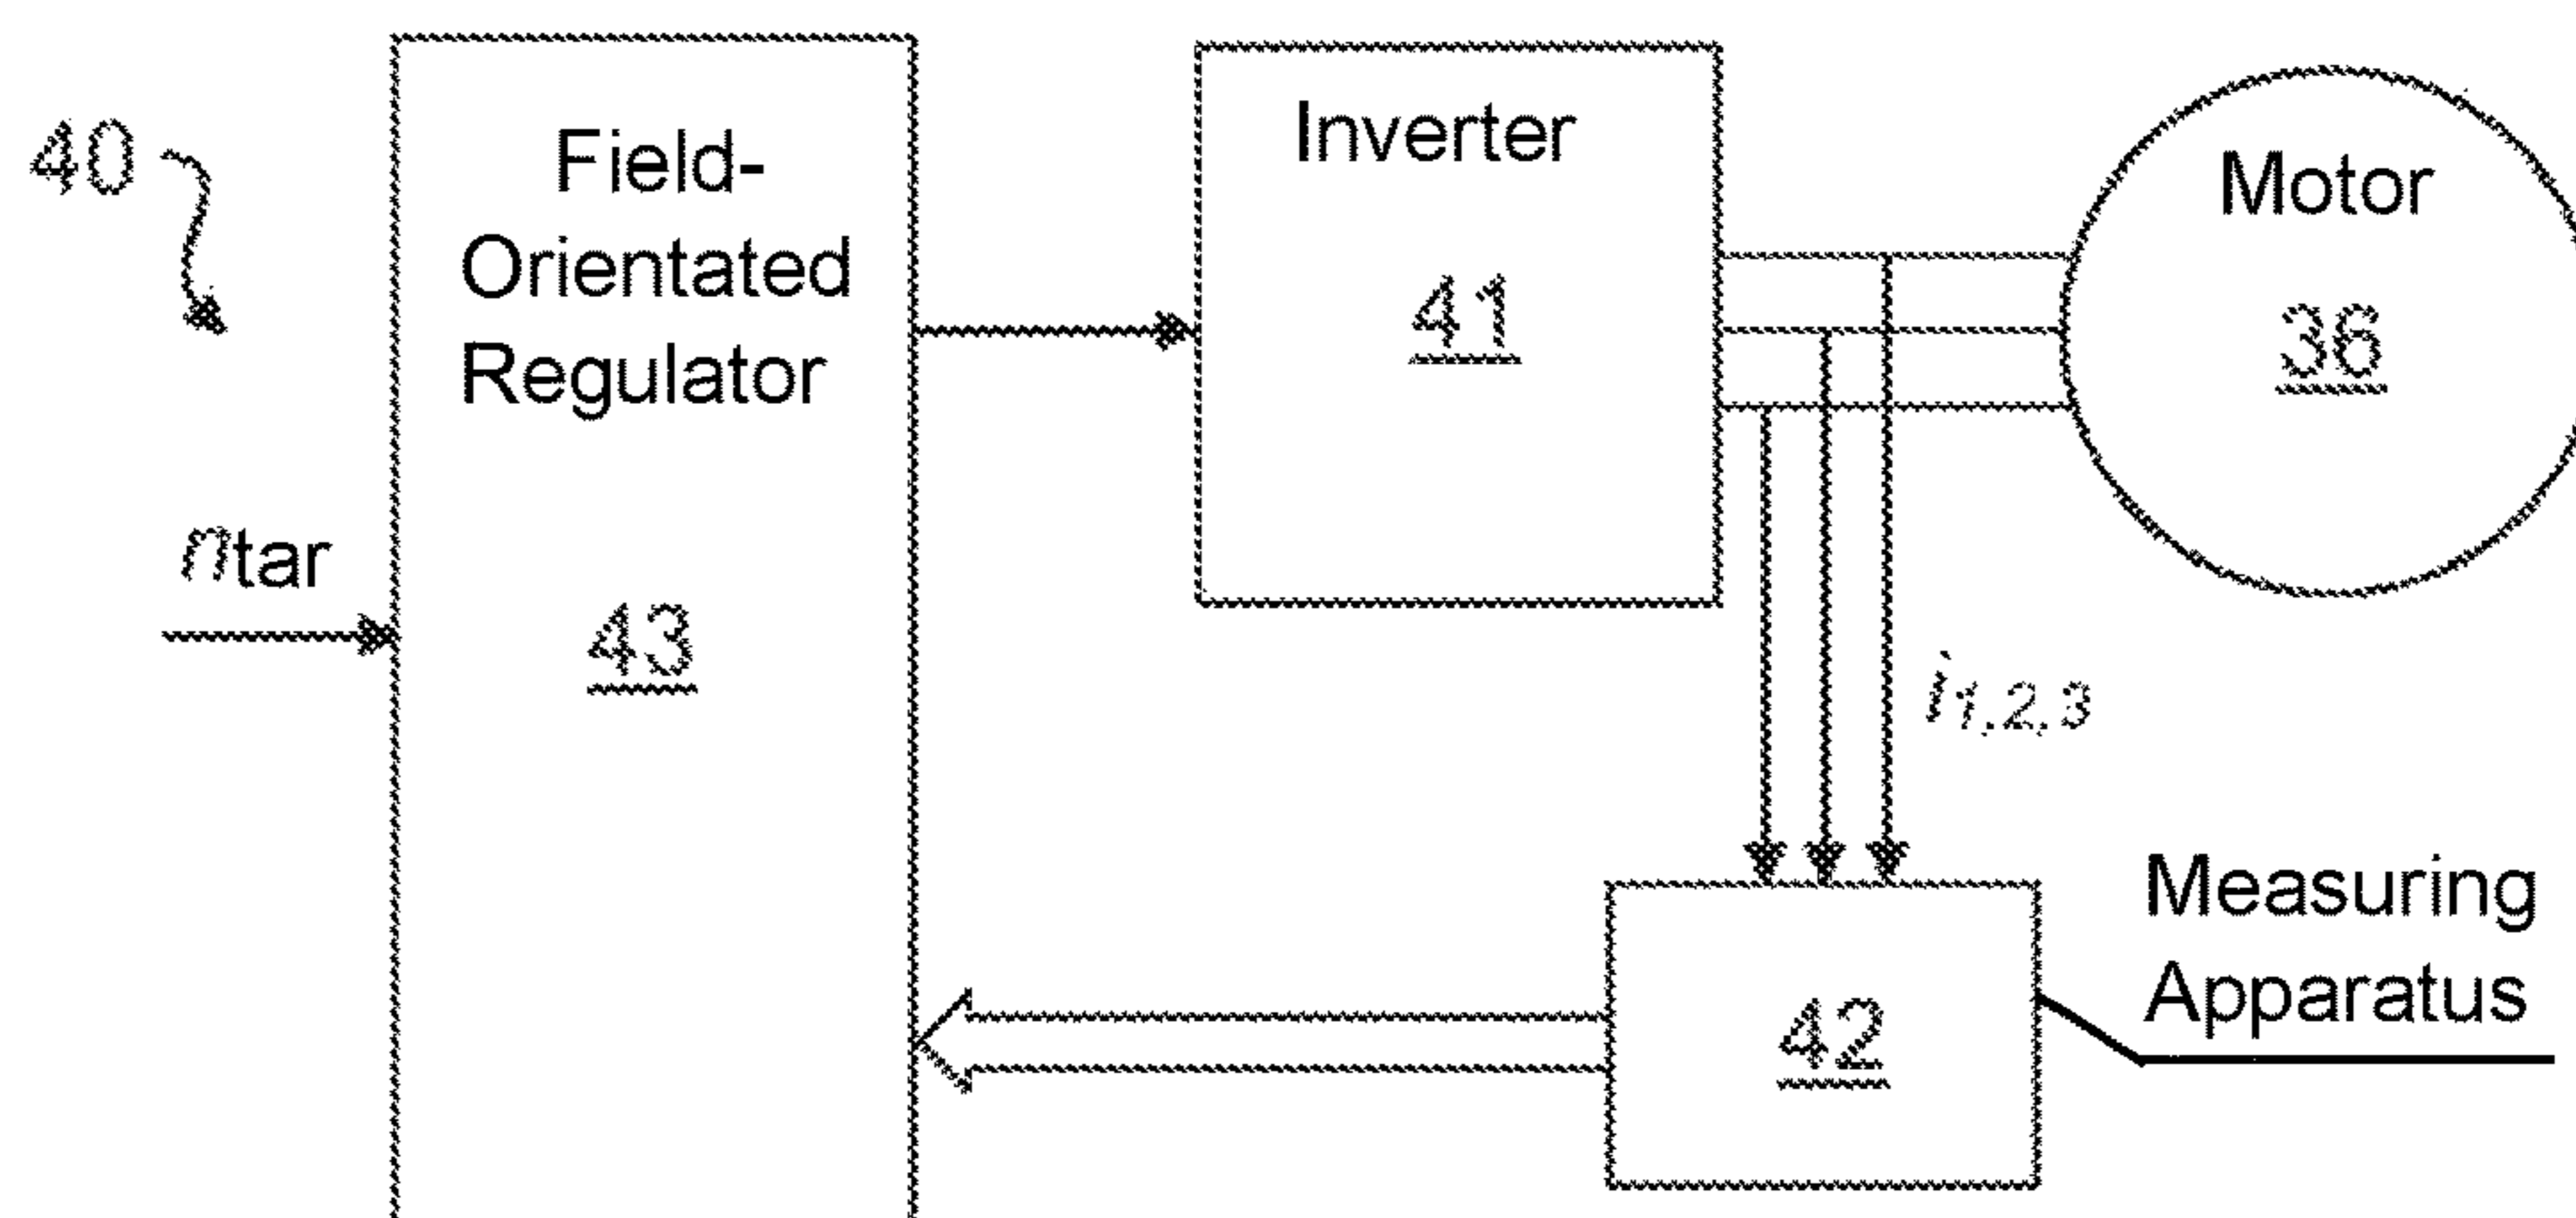 40
Field-
Orientated
Regulator
43
Inverter
41
Motor
36
ntar
i1,2,3
Measuring
Apparatus
42